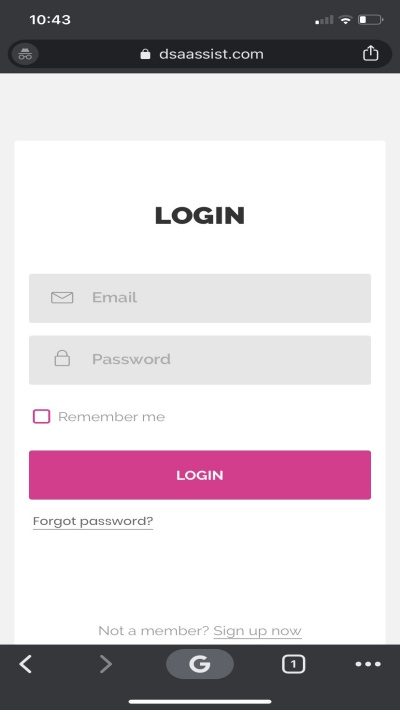 10:43
dsaassist.com
LOGIN
Email
Password
Remember me
LOGIN
Forgot password?
Not a member? Sign up now
G
1